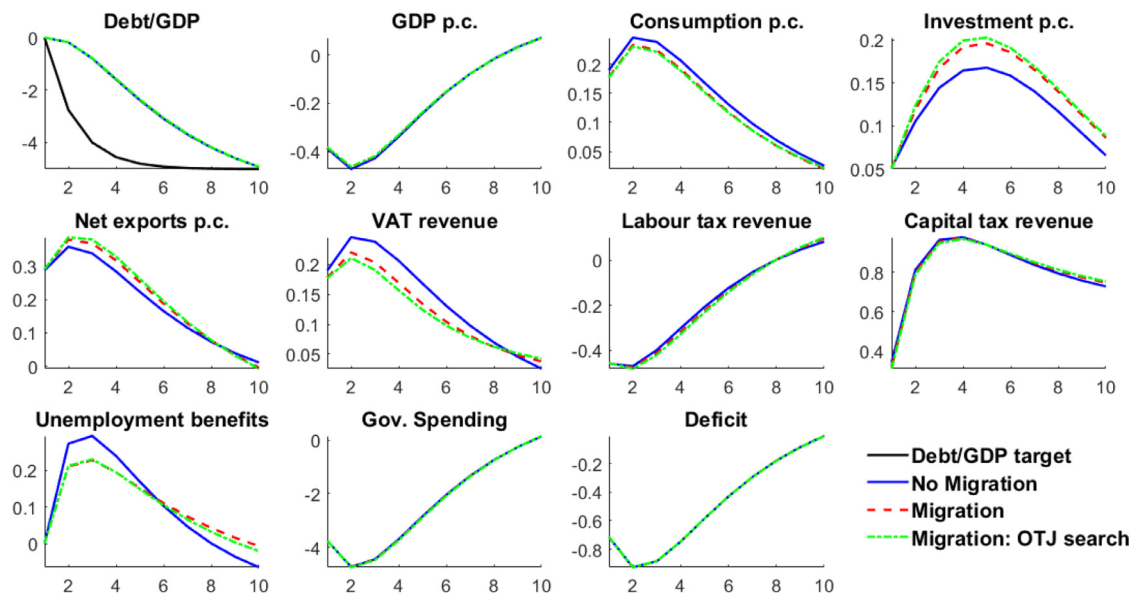 Debt/GDP
0
-2
-4
2 4 6 8 10
GDP p.c.
0
-0.2
-0.4
2 4 6 8 10
Consumption p.c.
0.2
0.15
0.1
0.05
2 4 6 8 10
Investment p.c.
0.2
0.15
0.1
0.05
2 4 6 8 10
Net exports p.c.
0.3
0.2
0.1
0
2 4 6 8 10
VAT revenue
0.2
0.15
0.1
0.05
2 4 6 8 10
Labour tax revenue
0
-0.2
-0.4
2 4 6 8 10
Capital tax revenue
0.8
0.6
0.4
2 4 6 8 10
Unemployment benefits
0.2
0.1
0
2 4 6 8 10
Gov. Spending
0
-2
-4
2 4 6 8 10
Deficit
-0.2
-0.4
-0.6
-0.8
2 4 6 8 10
Debt/GDP target
No Migration
Migration
Migration: OTJ search